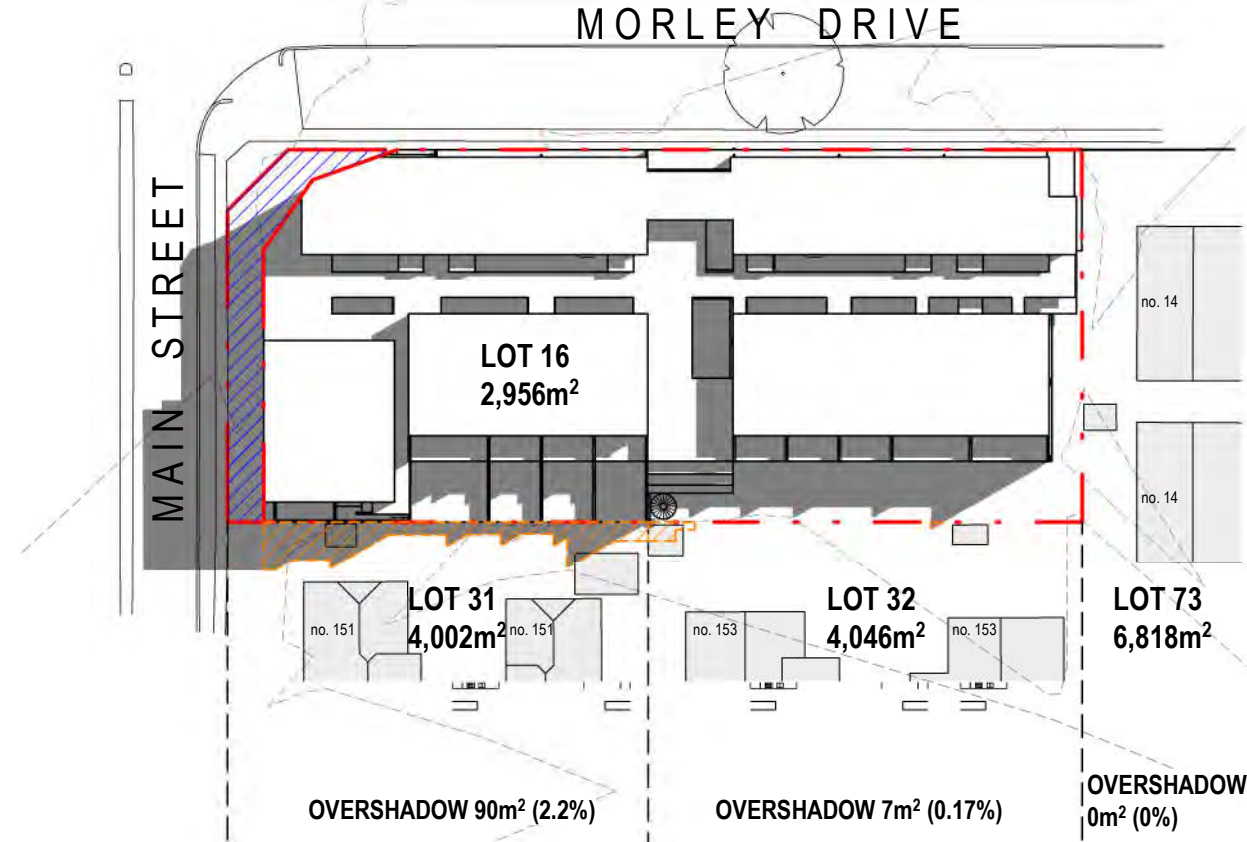 MORLEY DRIVE
MAIN STREET
no. 14
LOT 16
2,956m²
no. 14
LOT 31
4,002m²
no. 151
no. 151
LOT 32
4,046m²
no. 153
no. 153
LOT 73
6,818m²
OVERSHADOW 90m² (2.2%)
OVERSHADOW 7m² (0.17%)
OVERSHADOW
0m² (0%)